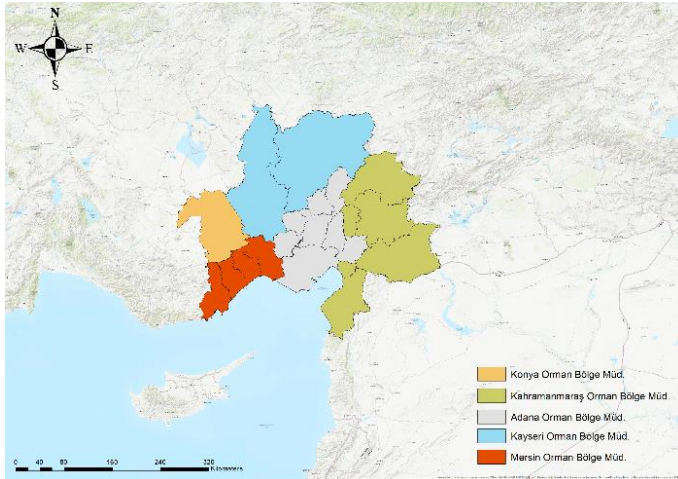 N
W E
S
Konya Orman Bölge Müd.
Kahramanmaraş Orman Bölge Müd.
Adana Orman Bölge Müd.
Kayseri Orman Bölge Müd.
Mersin Orman Bölge Müd.
0 40 80 160 240 320
Kilometers